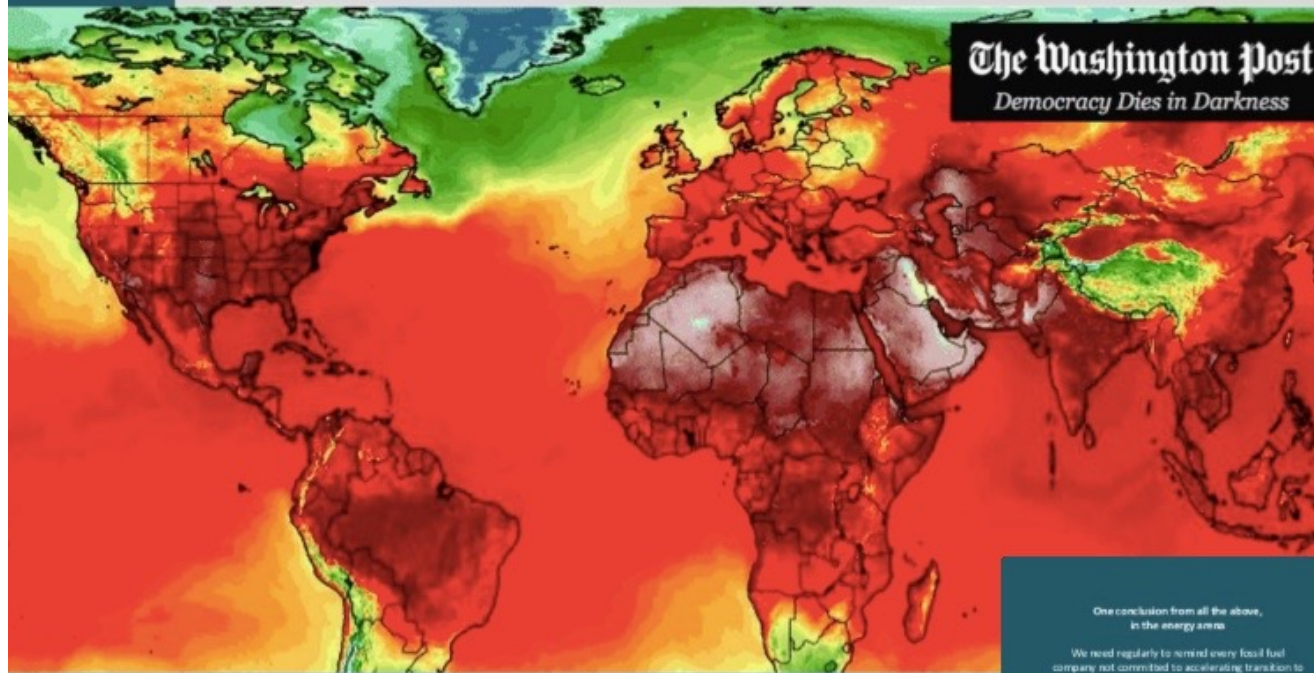 The Washington Post
Democracy Dies in Darkness
One conclusion from all the above,
in the energy arena
We need regularly to remind every fossil fuel
company not committed to accelerating transition to